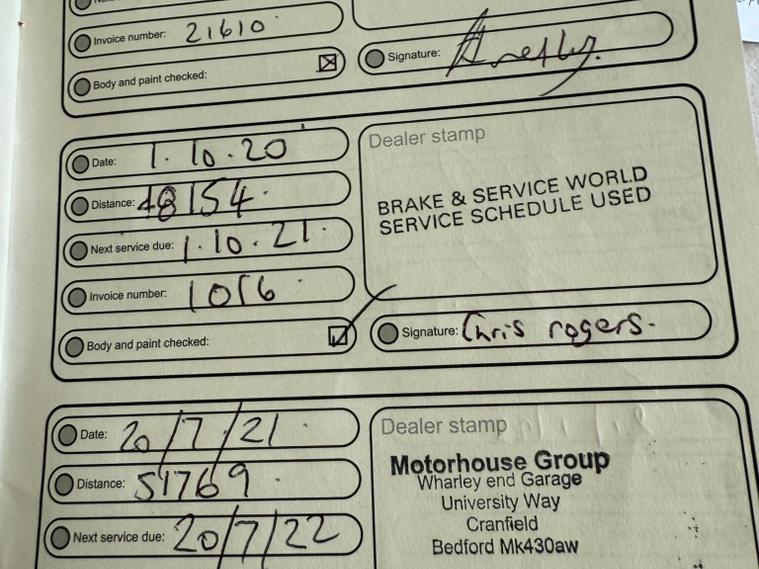 Invoice number: 21610
Signature:
Body and paint checked:
Date: 1.10.20
Dealer stamp
BRAKE & SERVICE WORLD
SERVICE SCHEDULE USED
Distance: 48154
Next service due: 1.10.21
Invoice number: 1016
Body and paint checked:
Signature: Chris rogers.
Date: 20/7/21
Dealer stamp
Motorhouse Group
Wharley end Garage
University Way
Cranfield
Bedford Mk430aw
Distance: 51769
Next service due: 20/7/22